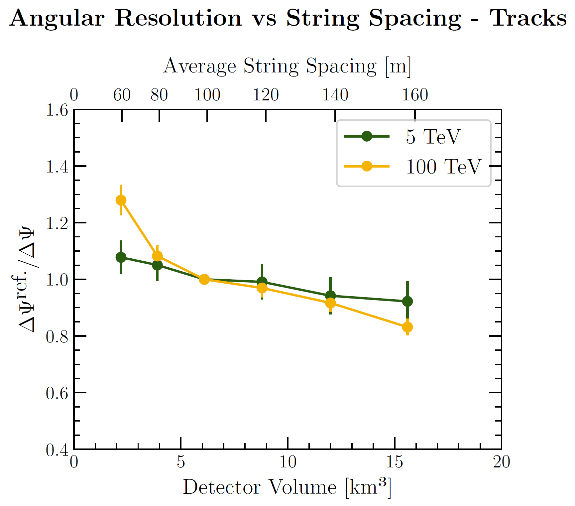 Angular Resolution vs String Spacing - Tracks
Average String Spacing [m]
0 60 80 100 120 140 160
5 TeV
100 TeV
1.6
1.4
1.2
1.0
0.8
0.6
0.4
ΔΨ^ref./ΔΨ
0 5 10 15 20
Detector Volume [km³]